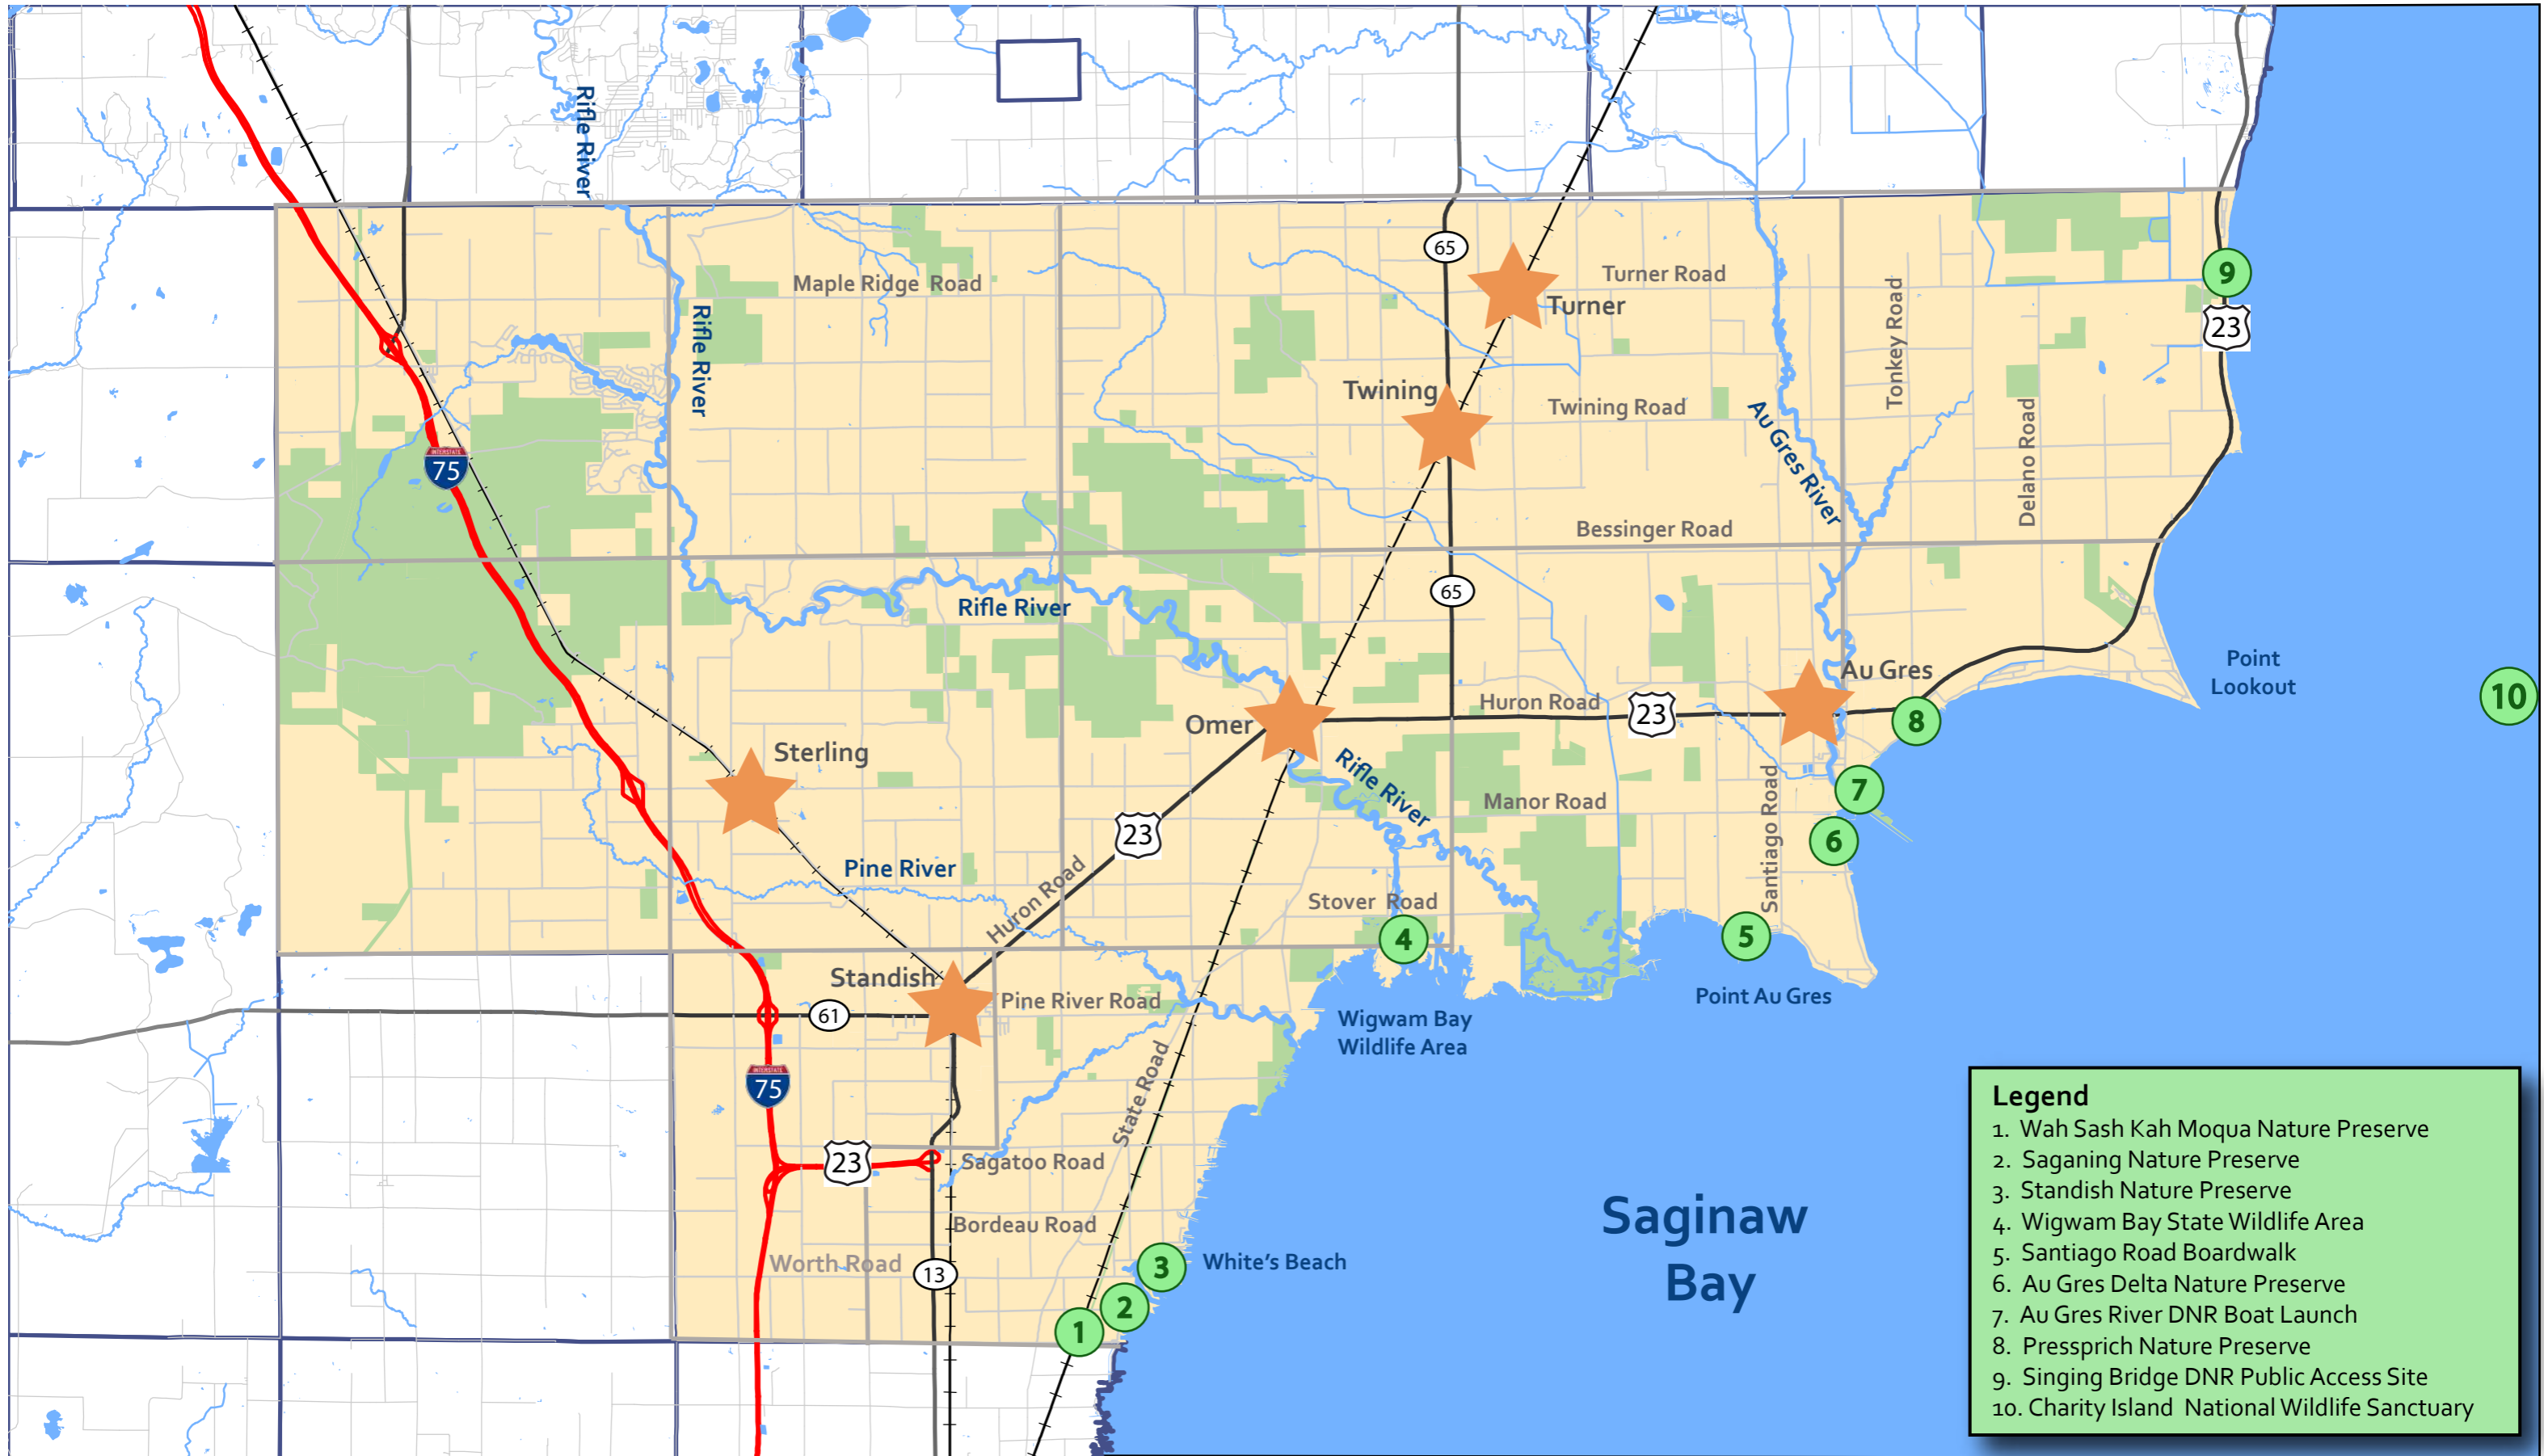 Rifle River
65
Turner Road
Maple Ridge Road
Turner
9
23
Rifle River
Tonkey Road
Twining
Twining Road
Au Gres River
Delano Road
INTERSTATE
75
Bessinger Road
65
Rifle River
Point
Lookout
Au Gres
10
Huron Road
23
8
Omer
Sterling
Rifle River
Santiago Road
7
Manor Road
23
6
Pine River
Huron Road
Stover Road
4
5
Standish
Pine River Road
Point Au Gres
61
Wigwam Bay
Wildlife Area
State Road
INTERSTATE
75
23
Sagatoo Road
Bordeau Road
Worth Road
13
3
White's Beach
2
1
Saginaw
Bay
Legend
1. Wah Sash Kah Moqua Nature Preserve
2. Saganing Nature Preserve
3. Standish Nature Preserve
4. Wigwam Bay State Wildlife Area
5. Santiago Road Boardwalk
6. Au Gres Delta Nature Preserve
7. Au Gres River DNR Boat Launch
8. Pressprich Nature Preserve
9. Singing Bridge DNR Public Access Site
10. Charity Island National Wildlife Sanctuary